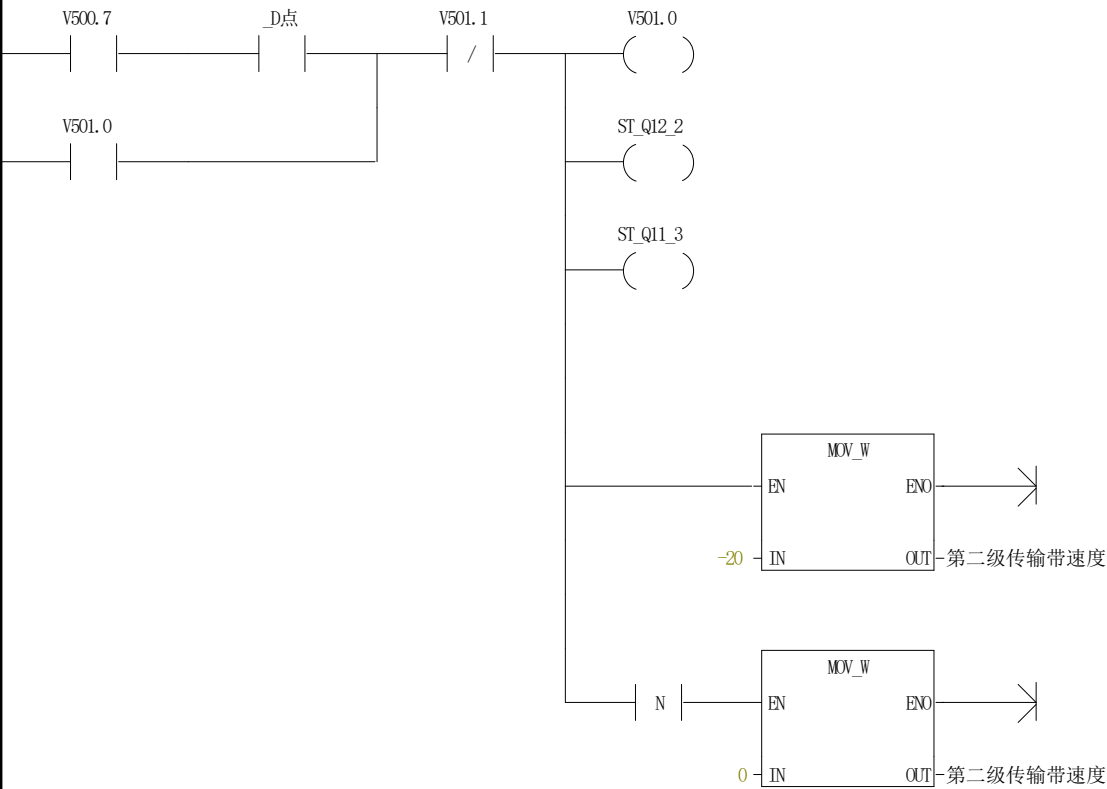 V500.7 _D点 V501.1 V501.0
/
V501.0 ST_Q12_2
ST_Q11_3
MOV_W
EN ENO
-20 IN OUT 第二级传输带速度
MOV_W
N EN ENO
0 IN OUT 第二级传输带速度